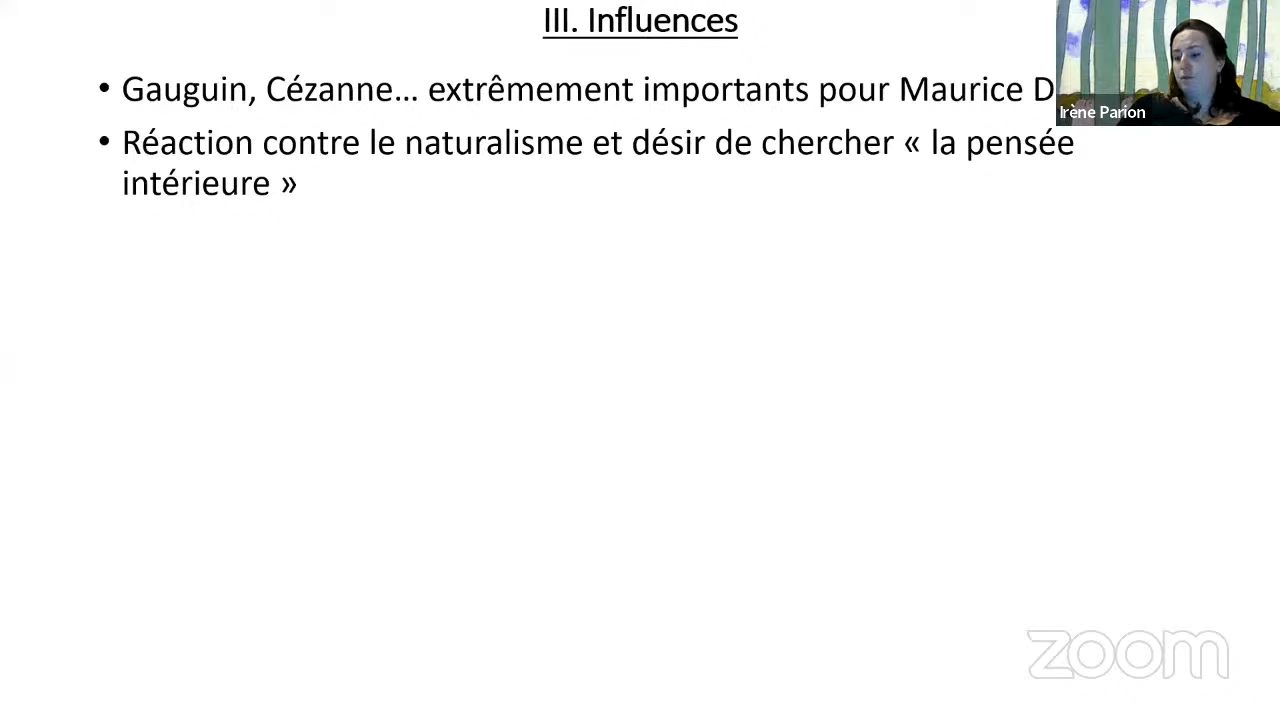 III. Influences
• Gauguin, Cézanne… extrêmement importants pour Maurice D
Irène Parion
• Réaction contre le naturalisme et désir de chercher « la pensée
intérieure »
zoom